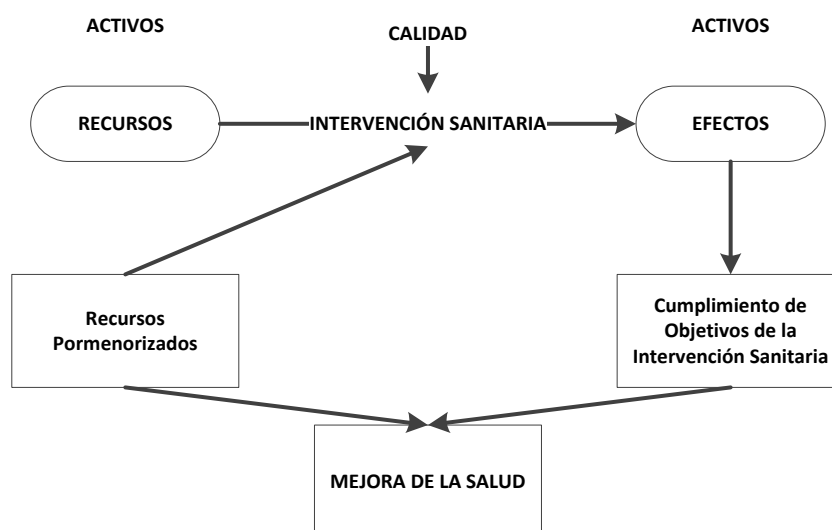 ACTIVOS
CALIDAD
ACTIVOS
RECURSOS
INTERVENCIÓN SANITARIA
EFECTOS
Recursos
Pormenorizados
Cumplimiento de
Objetivos de la
Intervención Sanitaria
MEJORA DE LA SALUD